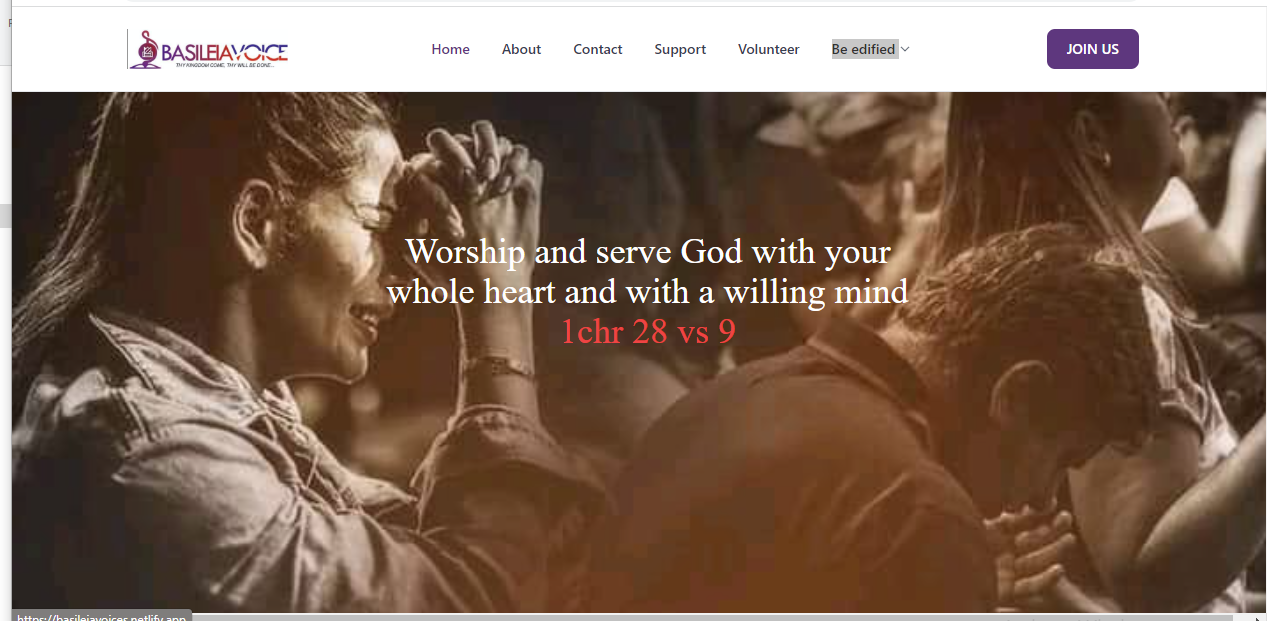 BASILEIAVOICE
THY KINGDOM COME, THY WILL BE DONE...
Home
About
Contact
Support
Volunteer
Be edified
JOIN US
Worship and serve God with your
whole heart and with a willing mind
1chr 28 vs 9
https://basileiavoices.netlify.app